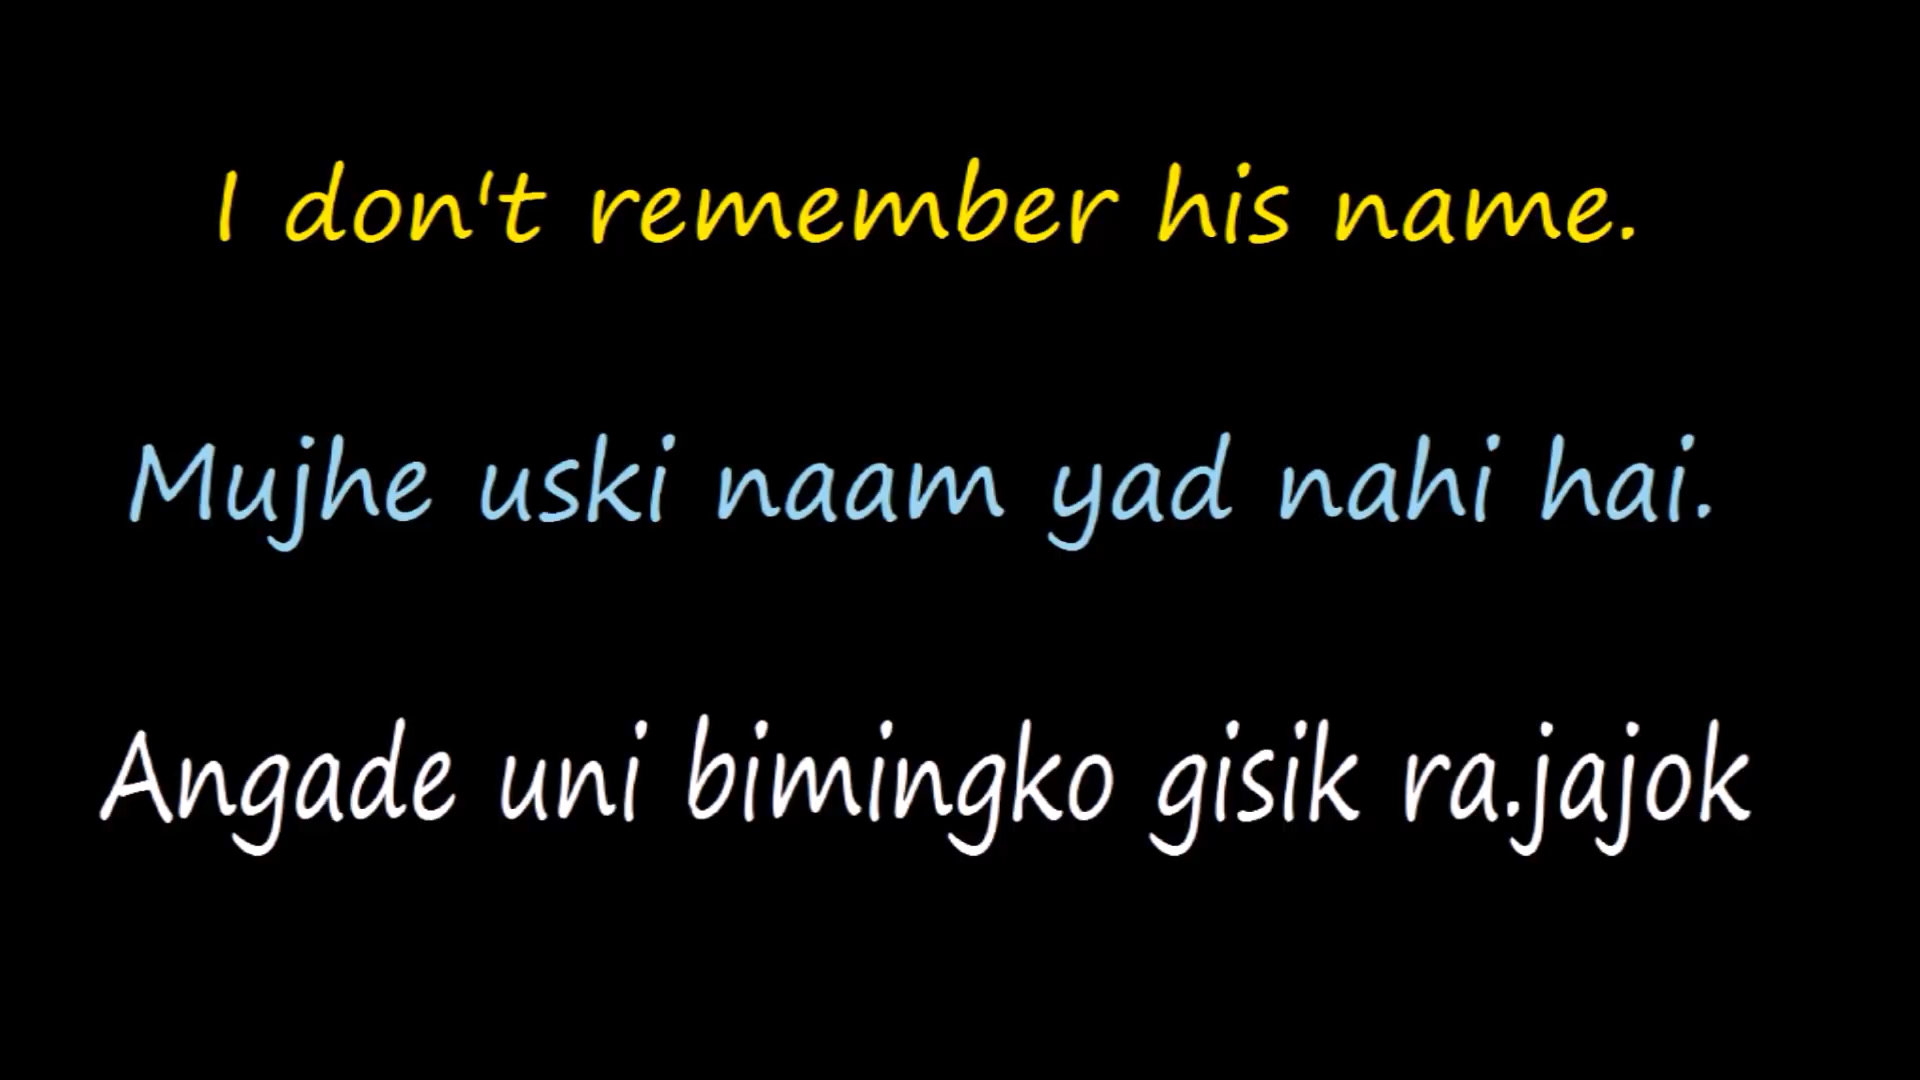 I don't remember his name.
Mujhe uski naam yad nahi hai.
Angade uni bimingko gisik ra.jajok